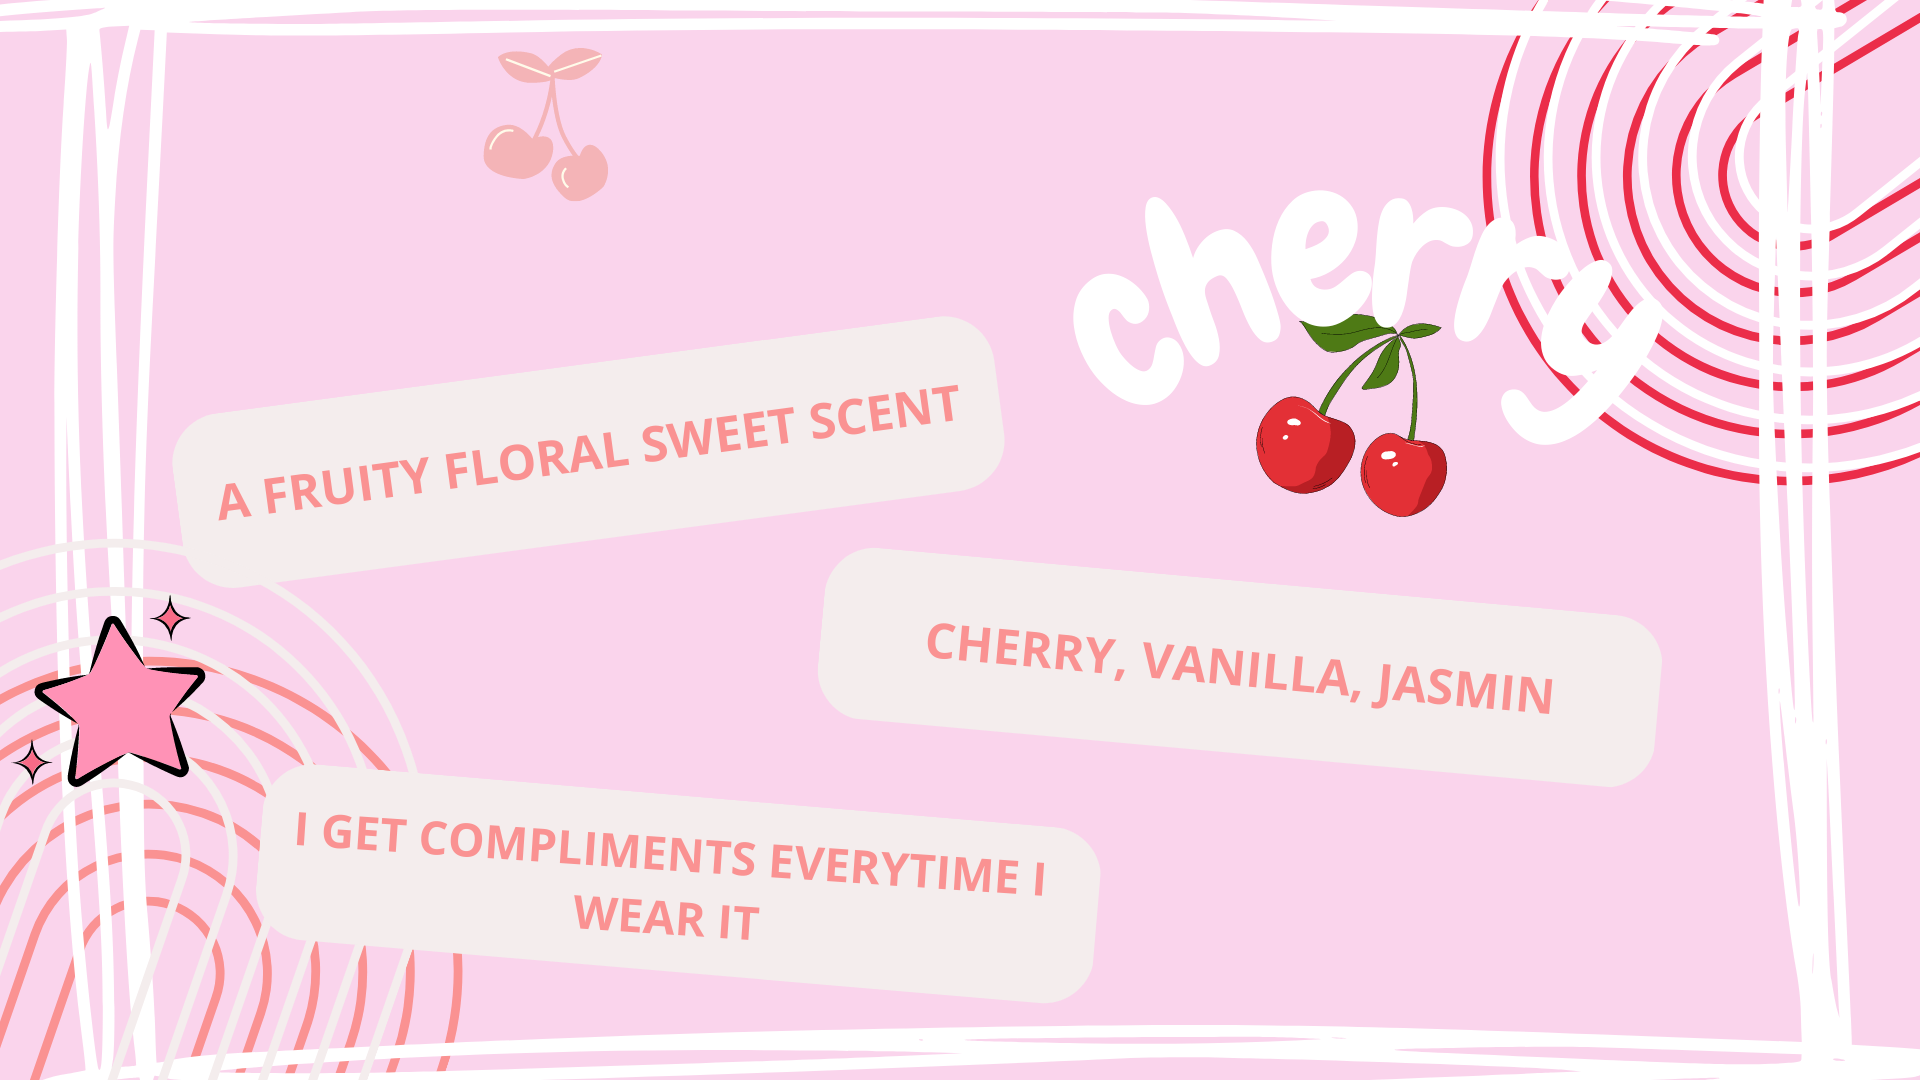 cherry
A FRUITY FLORAL SWEET SCENT
CHERRY, VANILLA, JASMIN
I GET COMPLIMENTS EVERYTIME I
WEAR IT